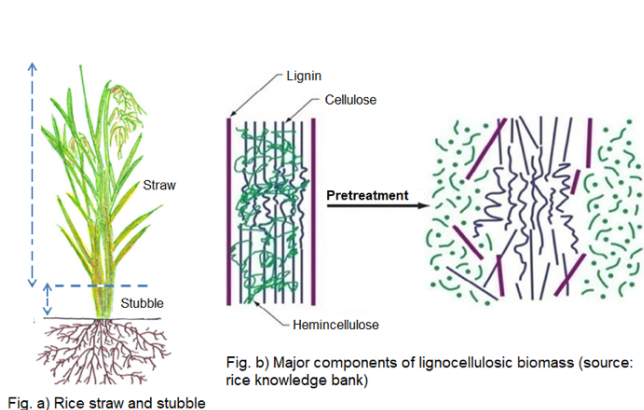 Lignin
Cellulose
Straw
Pretreatment
Stubble
Hemincellulose
Fig. b) Major components of lignocellulosic biomass (source:
rice knowledge bank)
Fig. a) Rice straw and stubble